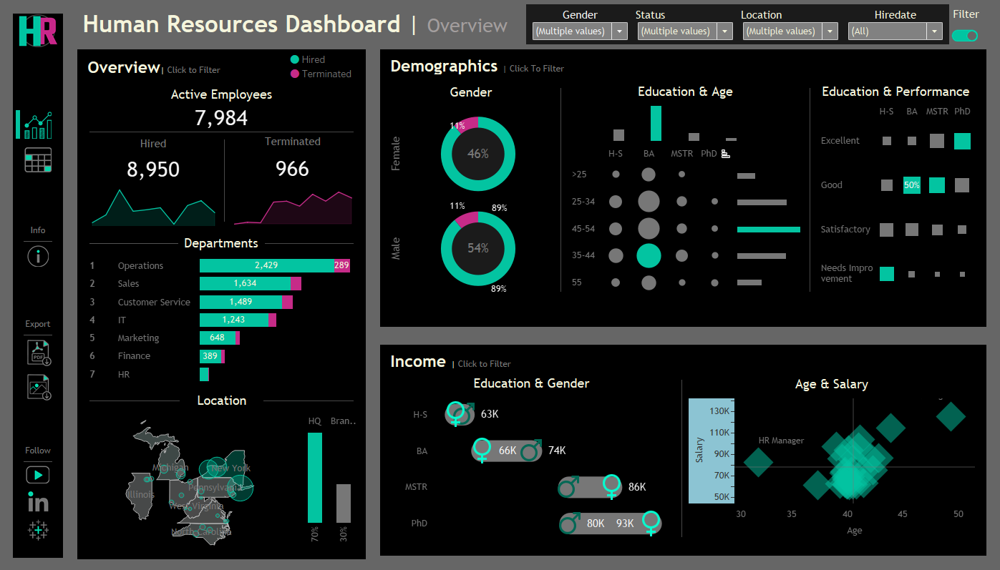 HR
Human Resources Dashboard | Overview
Gender
Status
Location
Hiredate
Filter
(Multiple values)
(Multiple values)
(Multiple values)
(All)
Overview | Click to Filter
Hired
Terminated
Active Employees
7,984
Hired
8,950
Terminated
966
Departments
1 Operations 2,429 289
2 Sales 1,634
3 Customer Service 1,489
4 IT 1,243
5 Marketing 648
6 Finance 389
7 HR
Location
HQ Bran..
Michigan
New York
Illinois
Pennsylvania
West Virginia
North Carolina
70% 30%
Info
Export
PDF
Follow
in
Demographics | Click To Filter
Gender
Female
11%
46%
11% 89%
Male
54%
89%
Education & Age
H-S BA MSTR PhD
>25
25-34
45-54
35-44
55
Education & Performance
H-S BA MSTR PhD
Excellent
Good 50%
Satisfactory
Needs Impro
vement
Income | Click to Filter
Education & Gender
H-S 63K
BA 66K 74K
MSTR 86K
PhD 80K 93K
Age & Salary
Salary
130K
110K
90K
70K
50K
HR Manager
30 35 40 45 50
Age